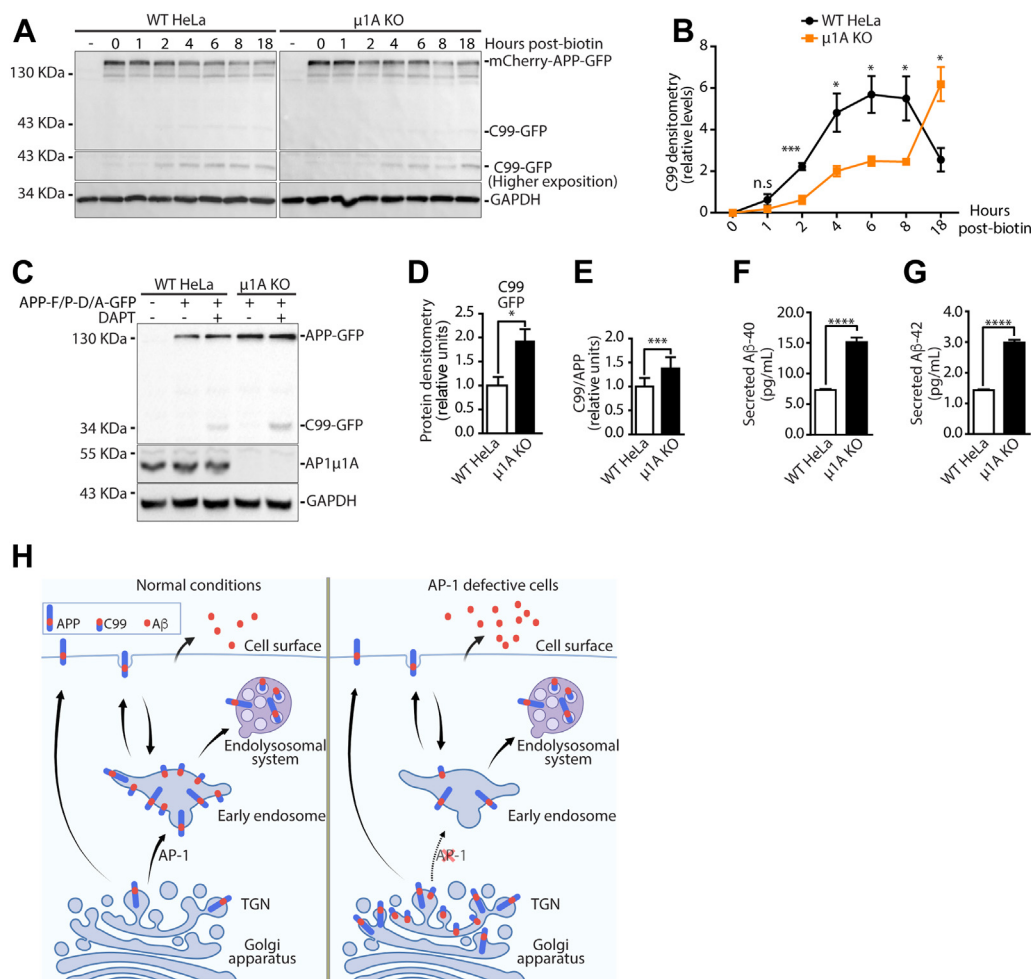 A
WT HeLa
μ1A KO
- 0 1 2 4 6 8 18 - 0 1 2 4 6 8 18 Hours post-biotin
130 KDa
mCherry-APP-GFP
43 KDa
C99-GFP
43 KDa
C99-GFP
(Higher exposition)
34 KDa
GAPDH
B
WT HeLa
μ1A KO
C99 densitometry
(relative levels)
8
6
4
2
0
n.s
***
*
*
*
*
0 1 2 4 6 8 18
Hours
post-biotin
C
WT HeLa μ1A KO
APP-F/P-D/A-GFP - + + + +
DAPT + +
130 KDa
APP-GFP
34 KDa
C99-GFP
55 KDa
AP1μ1A
43 KDa
GAPDH
D
C99
GFP
*
Protein densitometry
(relative units)
2.5
2.0
1.5
1.0
0.5
0.0
WT HeLa
μ1A KO
E
***
C99/APP
(relative units)
2.0
1.5
1.0
0.5
0.0
WT HeLa
μ1A KO
F
****
Secreted Aβ-40
(pg/mL)
20.0
15.0
10.0
5.0
0.0
WT HeLa
μ1A KO
G
****
Secreted Aβ-42
(pg/mL)
4.0
3.0
2.0
1.0
0.0
WT HeLa
μ1A KO
H
Normal conditions
APP C99 Aβ
Cell surface
Endolysosomal
system
Early endosome
AP-1
TGN
Golgi
apparatus
AP-1 defective cells
Cell surface
Endolysosomal
system
Early endosome
AP-1
TGN
Golgi
apparatus